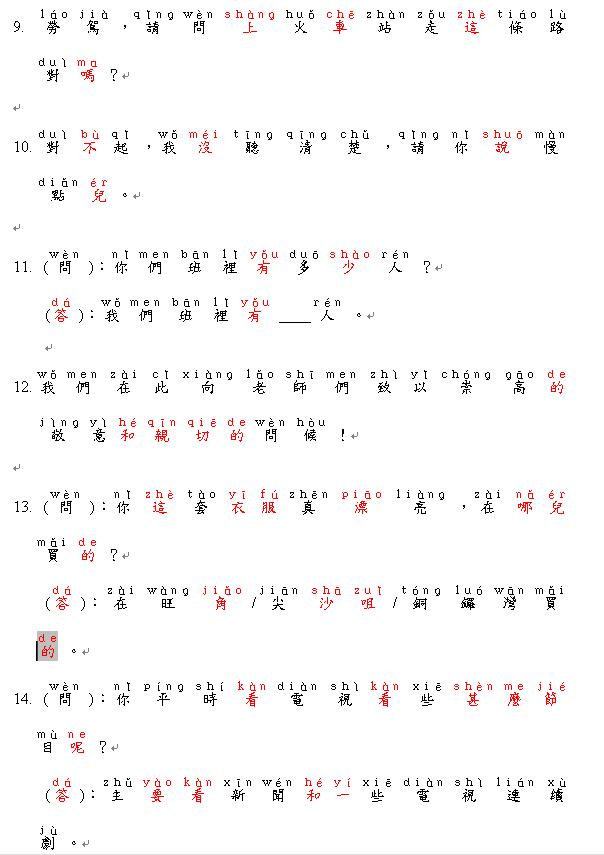 láo jià qǐng wèn shàng huǒ chē zhàn zǒu zhè tiáo lù
9. 勞 駕 ，請 問 上 火 車 站 走 這 條 路
duì ma
對 嗎 ？
duì bù qǐ wǒ méi tīng qīng chǔ qǐng nǐ shuō màn
10. 對 不 起 ，我 沒 聽 清 楚 ，請 你 說 慢
diǎn ér
點 兒 。
wèn nǐ men bān lǐ yǒu duō shào rén
11. ( 問 )：你 們 班 裡 有 多 少 人 ？
dá wǒ men bān lǐ yǒu rén
(答 )：我 們 班 裡 有 ____ 人 。
wǒ men zài cǐ xiàng lǎo shī men zhì yǐ chóng gāo de
12. 我 們 在 此 向 老 師 們 致 以 崇 高 的
jìng yì hé qīn qiē de wèn hòu
敬 意 和 親 切 的 問 候 ！
wèn nǐ zhè tào yī fú zhēn piāo liàng zài nǎ ér
13. ( 問 )：你 這 套 衣 服 真 漂 亮 ，在 哪 兒
mǎi de
買 的 ？
dá zài wàng jiǎo jiān shā zuǐ tóng luó wān mǎi
(答 )：在 旺 角 / 尖 沙 咀 / 銅 鑼 灣 買
de
的 。
wèn nǐ píng shí kàn diàn shì kàn xiē shèn me jié
14. ( 問 )：你 平 時 看 電 視 看 些 甚 麼 節
mù ne
目 呢 ？
dá zhǔ yào kàn xīn wén hé yí xiē diàn shì lián xù
(答 )：主 要 看 新 聞 和 一 些 電 視 連 續
jù
劇 。